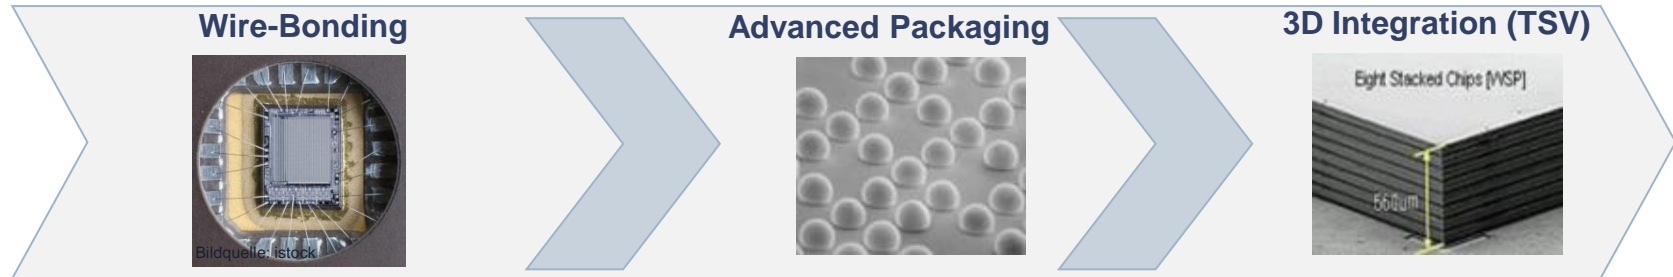 Wire-Bonding
Advanced Packaging
3D Integration (TSV)
Bildquelle: istock
Eight Stacked Chips [WSP]
560um